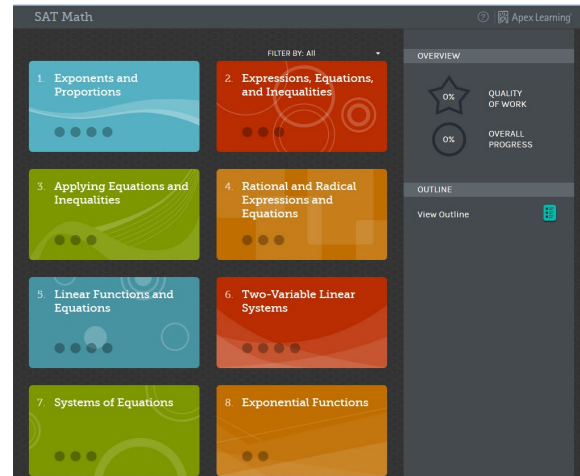 SAT Math
Apex Learning
FILTER BY: All
1. Exponents and
Proportions
2. Expressions, Equations,
and Inequalities
3. Applying Equations and
Inequalities
4. Rational and Radical
Expressions and
Equations
5. Linear Functions and
Equations
6. Two-Variable Linear
Systems
7. Systems of Equations
8. Exponential Functions
OVERVIEW
0%
QUALITY
OF WORK
0%
OVERALL
PROGRESS
OUTLINE
View Outline